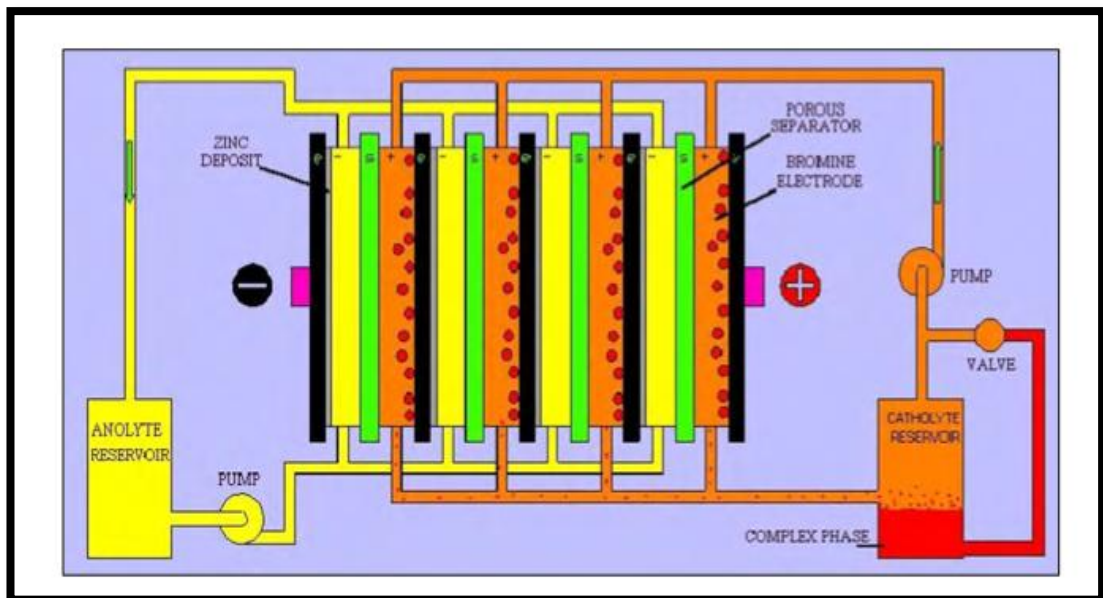 POROUS
SEPARATOR
ZINC
DEPOSIT
BROMINE
ELECTRODE
PUMP
VALVE
ANOLYTE
RESERVOIR
CATHOLYTE
RESERVOIR
PUMP
COMPLEX PHASE